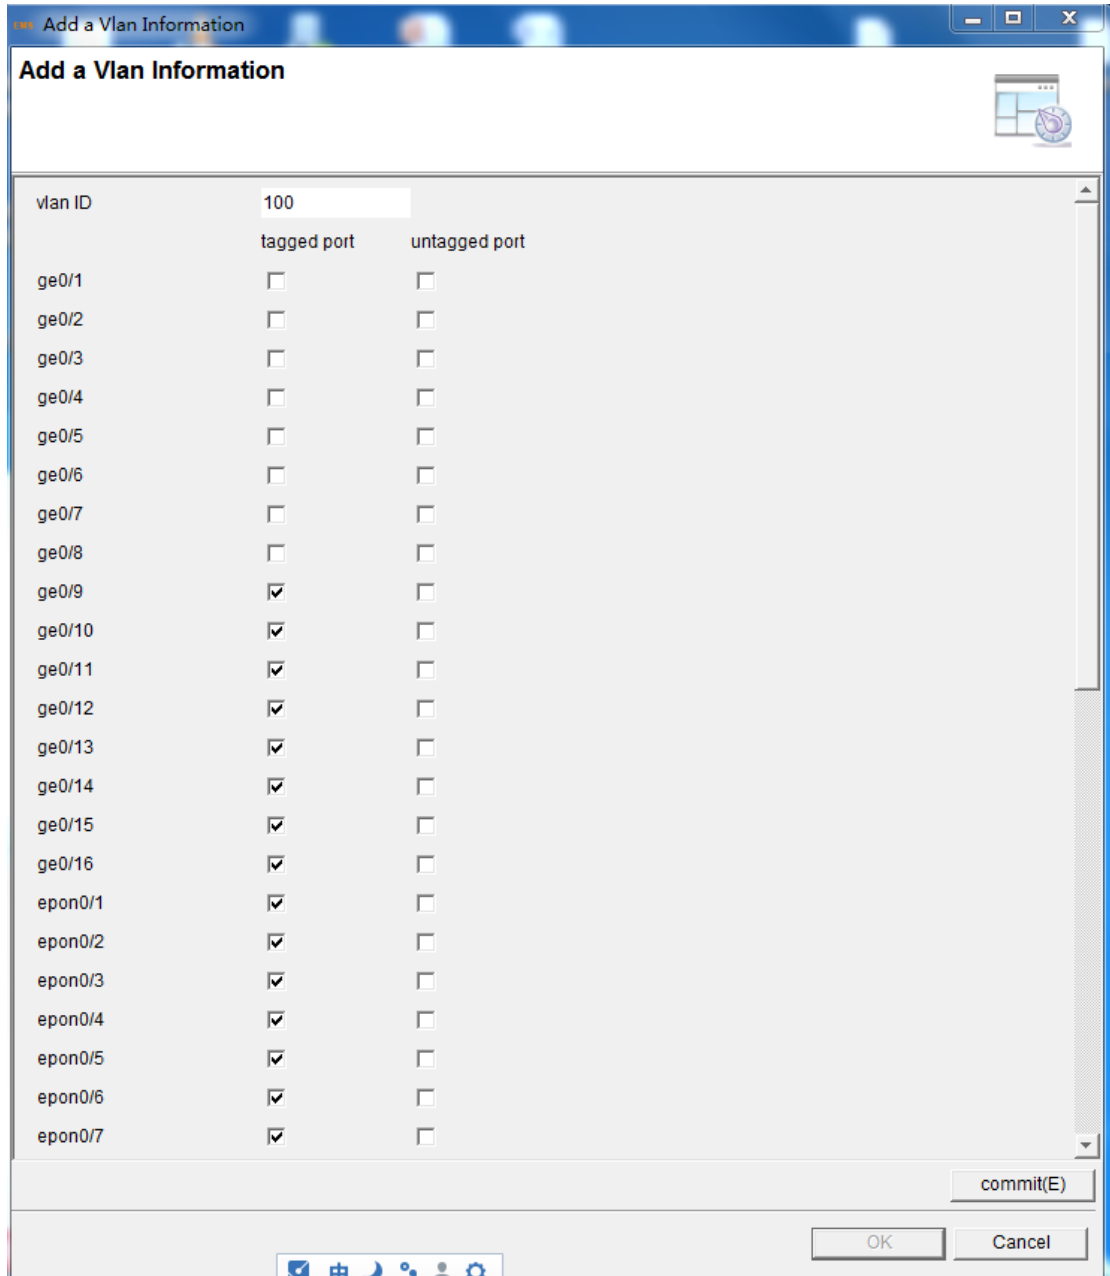 EMS Add a Vlan Information
Add a Vlan Information
vlan ID 100
tagged port untagged port
ge0/1
ge0/2
ge0/3
ge0/4
ge0/5
ge0/6
ge0/7
ge0/8
ge0/9
ge0/10
ge0/11
ge0/12
ge0/13
ge0/14
ge0/15
ge0/16
epon0/1
epon0/2
epon0/3
epon0/4
epon0/5
epon0/6
epon0/7
commit(E)
OK Cancel
中